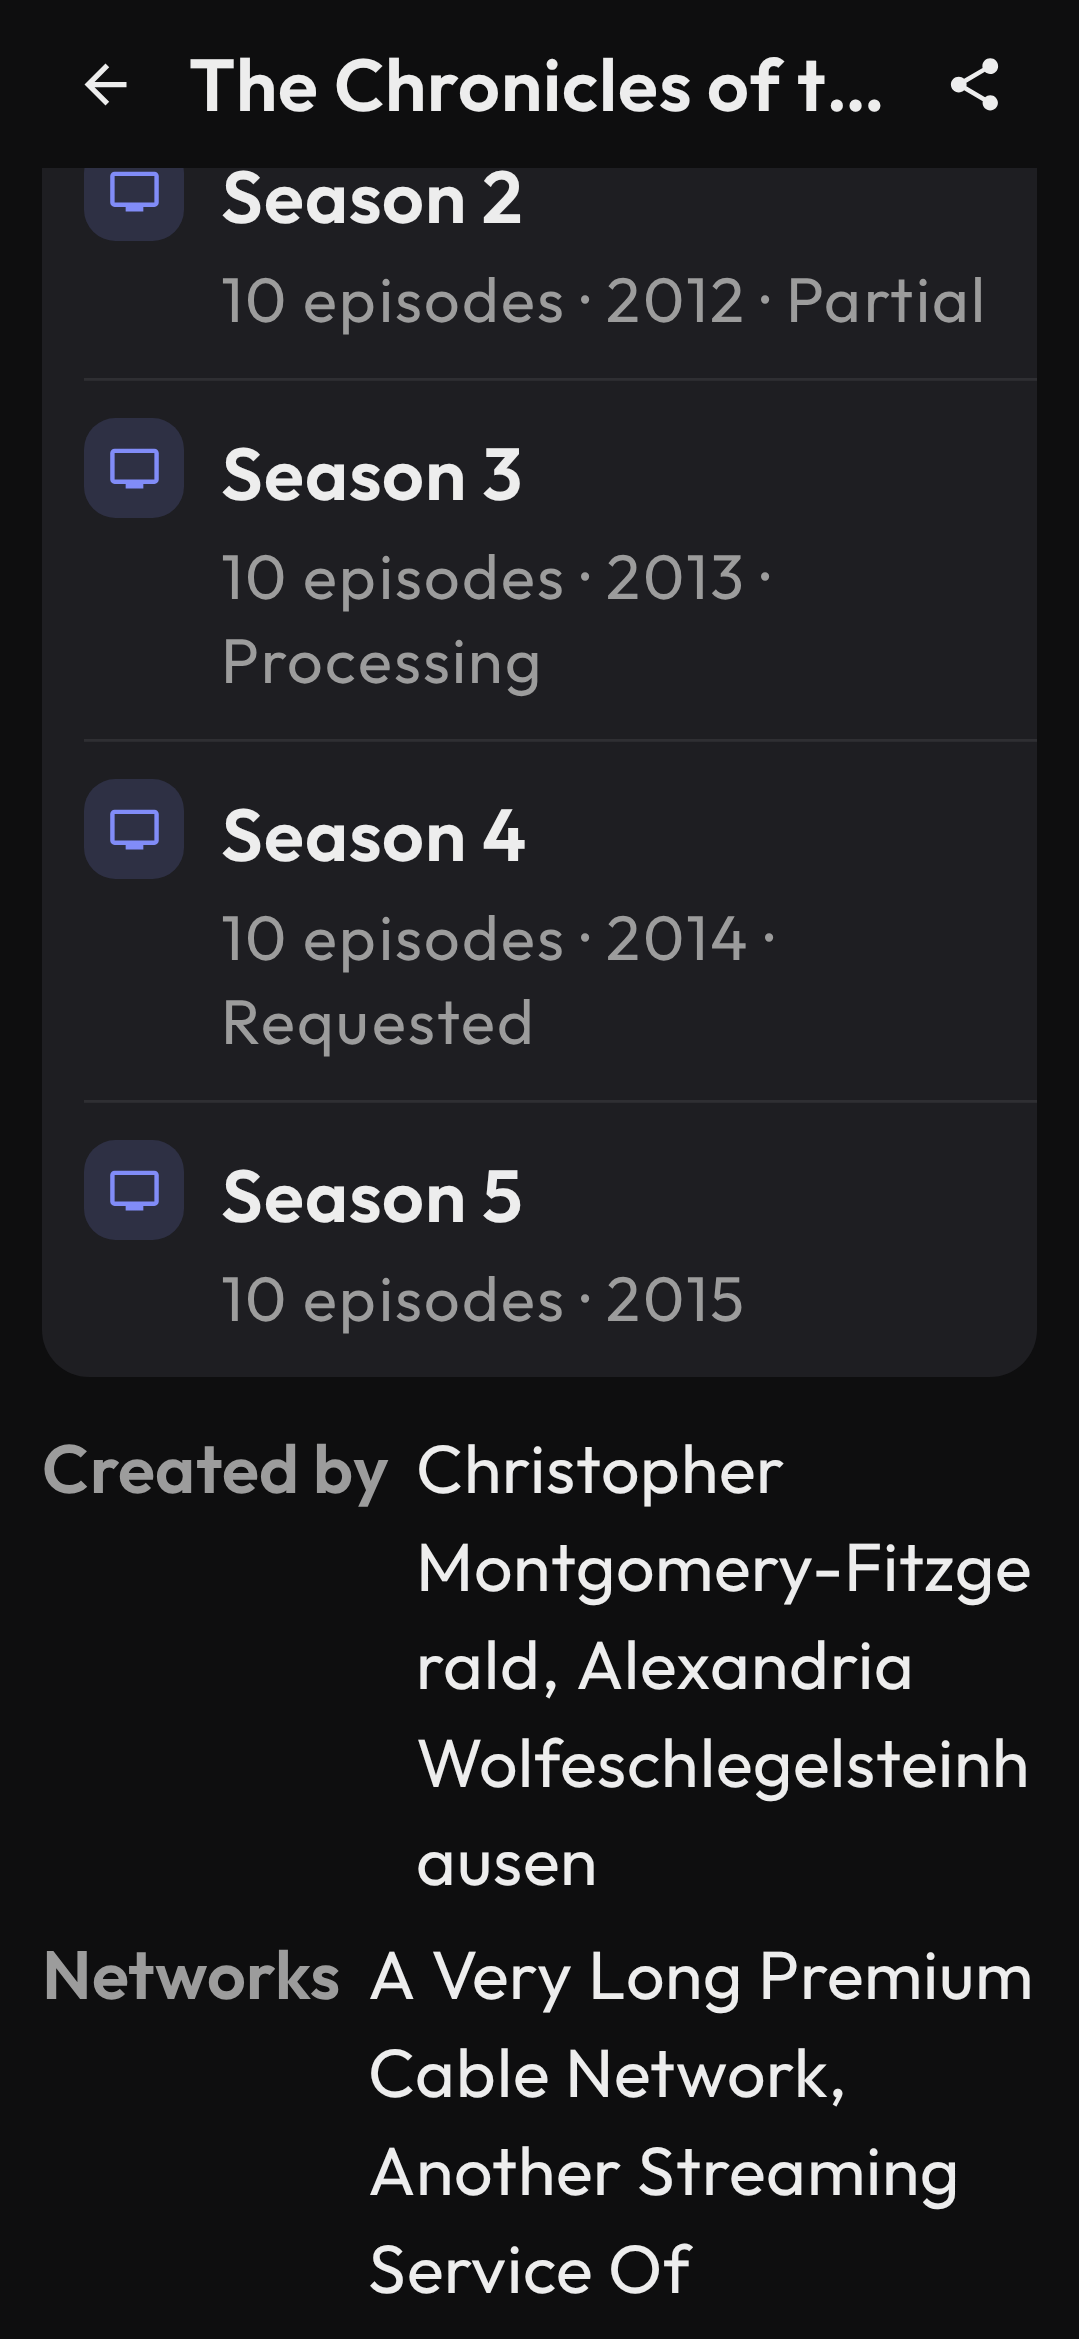 The Chronicles of t...
Season 2
10 episodes · 2012 · Partial
Season 3
10 episodes · 2013 ·
Processing
Season 4
10 episodes · 2014 ·
Requested
Season 5
10 episodes · 2015
Created by Christopher
Montgomery-Fitzge
rald, Alexandria
Wolfeschlegelsteinh
ausen
Networks A Very Long Premium
Cable Network,
Another Streaming
Service Of